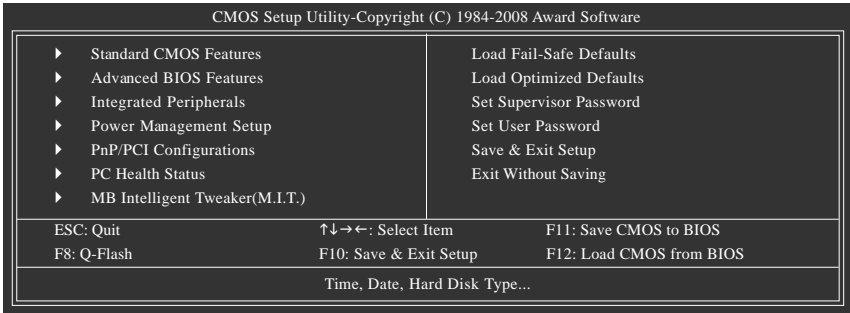 CMOS Setup Utility-Copyright (C) 1984-2008 Award Software
Standard CMOS Features
Advanced BIOS Features
Integrated Peripherals
Power Management Setup
PnP/PCI Configurations
PC Health Status
MB Intelligent Tweaker(M.I.T.)
Load Fail-Safe Defaults
Load Optimized Defaults
Set Supervisor Password
Set User Password
Save & Exit Setup
Exit Without Saving
ESC: Quit ↑↓→←: Select Item F11: Save CMOS to BIOS
F8: Q-Flash F10: Save & Exit Setup F12: Load CMOS from BIOS
Time, Date, Hard Disk Type...